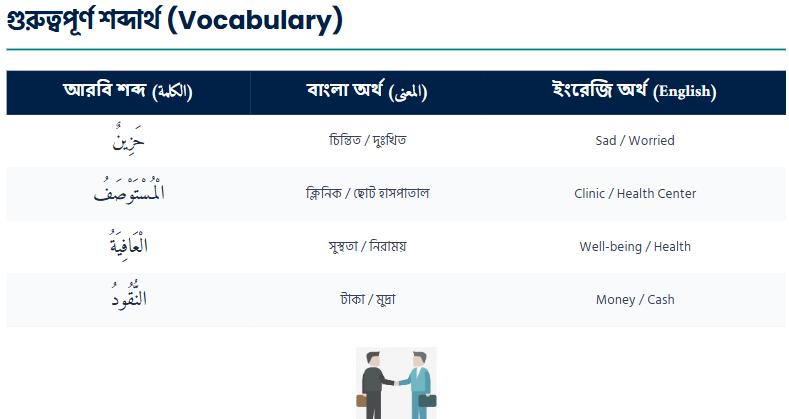 গুরুত্বপূর্ণ শব্দার্থ (Vocabulary)
আরবি শব্দ (الكلمة) বাংলা অর্থ (المعنى) ইংরেজি অর্থ (English)
حَزِينٌ চিন্তিত / দুঃখিত Sad / Worried
الْمُسْتَوْصَفُ ক্লিনিক / ছোট হাসপাতাল Clinic / Health Center
الْعَافِيَةُ সুস্থতা / নিরাময় Well-being / Health
النُّقُودُ টাকা / মুদ্রা Money / Cash